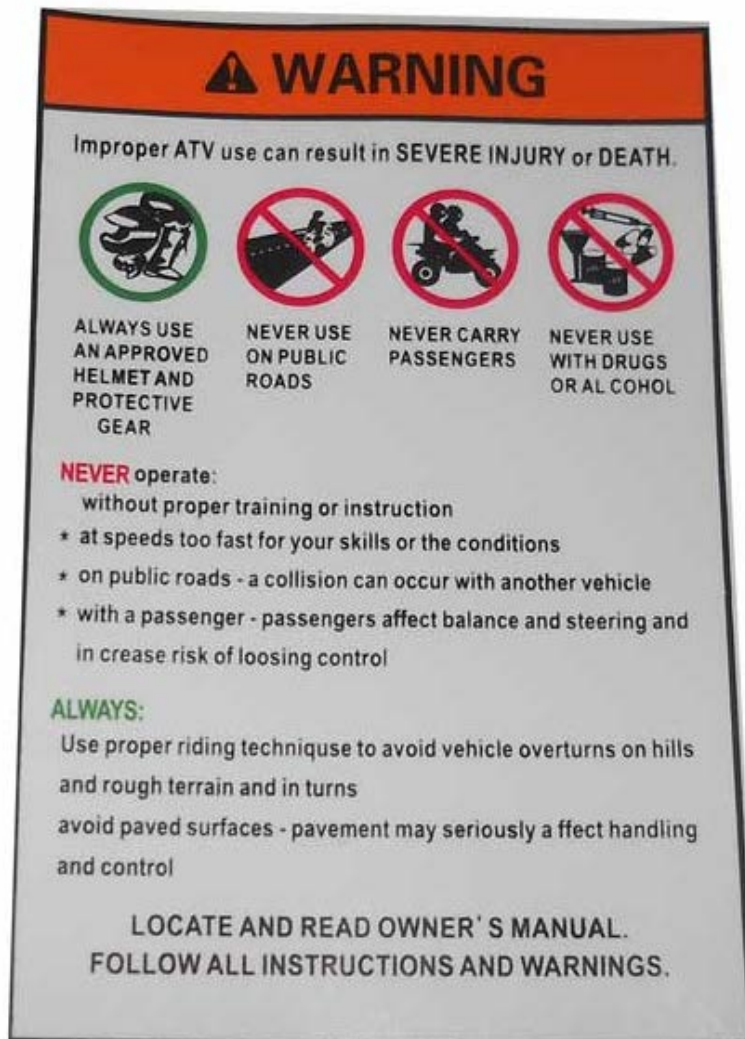 WARNING
Improper ATV use can result in SEVERE INJURY or DEATH.
ALWAYS USE
AN APPROVED
HELMET AND
PROTECTIVE
GEAR
NEVER USE
ON PUBLIC
ROADS
NEVER CARRY
PASSENGERS
NEVER USE
WITH DRUGS
OR AL COHOL
NEVER operate:
without proper training or instruction
* at speeds too fast for your skills or the conditions
* on public roads - a collision can occur with another vehicle
* with a passenger - passengers affect balance and steering and
in crease risk of loosing control
ALWAYS:
Use proper riding techniquse to avoid vehicle overturns on hills
and rough terrain and in turns
avoid paved surfaces - pavement may seriously a ffect handling
and control
LOCATE AND READ OWNER' S MANUAL.
FOLLOW ALL INSTRUCTIONS AND WARNINGS.